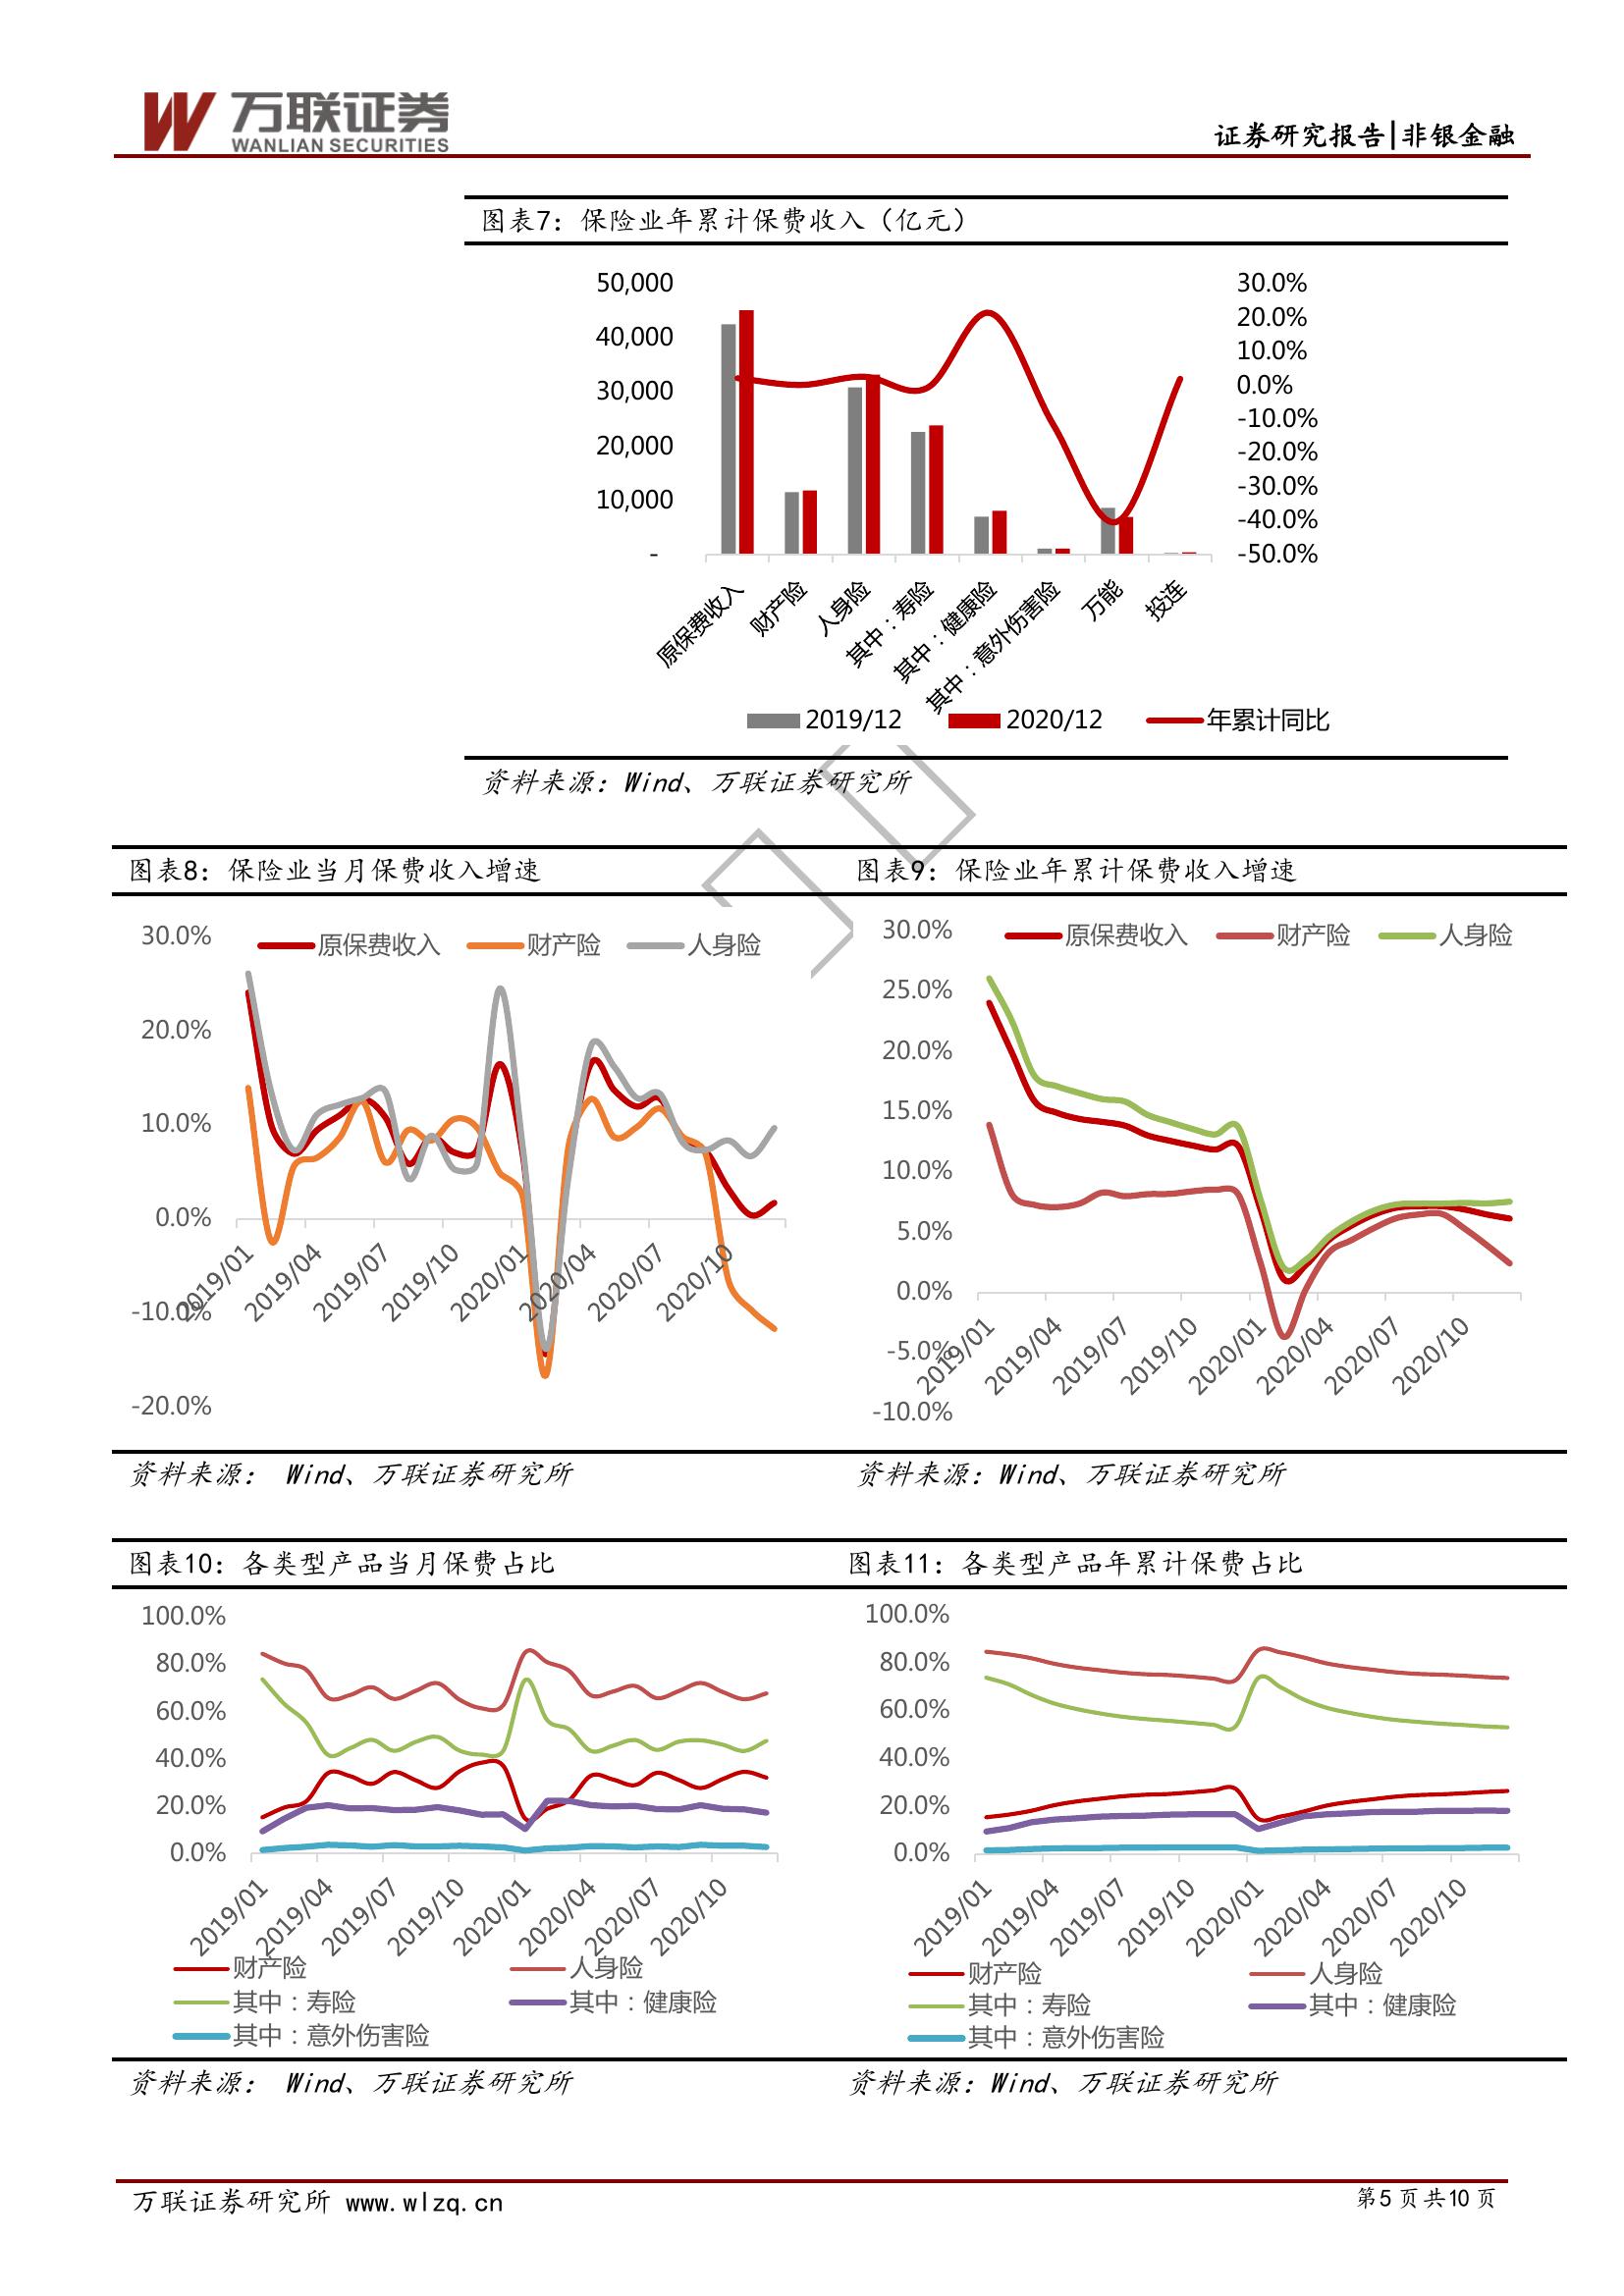 万联证券
WANLIAN SECURITIES
证券研究报告|非银金融
图表7：保险业年累计保费收入（亿元）
50,000
40,000
30,000
20,000
10,000
-
30.0%
20.0%
10.0%
0.0%
-10.0%
-20.0%
-30.0%
-40.0%
-50.0%
原保费收入
财产险
人身险
其中：寿险
其中：健康险
其中：意外伤害险
万能
投连
2019/12 2020/12 年累计同比
资料来源：Wind、万联证券研究所
图表8：保险业当月保费收入增速
30.0%
20.0%
10.0%
0.0%
-10.0%
-20.0%
原保费收入 财产险 人身险
2019/01
2019/04
2019/07
2019/10
2020/01
2020/04
2020/07
2020/10
资料来源： Wind、万联证券研究所
图表9：保险业年累计保费收入增速
30.0%
25.0%
20.0%
15.0%
10.0%
5.0%
0.0%
-5.0%
-10.0%
原保费收入 财产险 人身险
2019/01
2019/04
2019/07
2019/10
2020/01
2020/04
2020/07
2020/10
资料来源：Wind、万联证券研究所
图表10：各类型产品当月保费占比
100.0%
80.0%
60.0%
40.0%
20.0%
0.0%
2019/01
2019/04
2019/07
2019/10
2020/01
2020/04
2020/07
2020/10
财产险 人身险
其中：寿险 其中：健康险
其中：意外伤害险
资料来源： Wind、万联证券研究所
图表11：各类型产品年累计保费占比
100.0%
80.0%
60.0%
40.0%
20.0%
0.0%
2019/01
2019/04
2019/07
2019/10
2020/01
2020/04
2020/07
2020/10
财产险 人身险
其中：寿险 其中：健康险
其中：意外伤害险
资料来源：Wind、万联证券研究所
万联证券研究所 www.wlzq.cn
第5页共10页